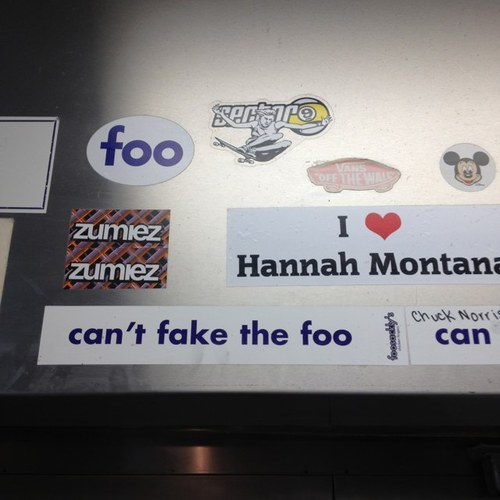 foo
sector 9
VANS
"OFF THE WALL"
zumiez
zumiez
I ❤
Hannah Montana
can't fake the foo
Chuck Norris
can